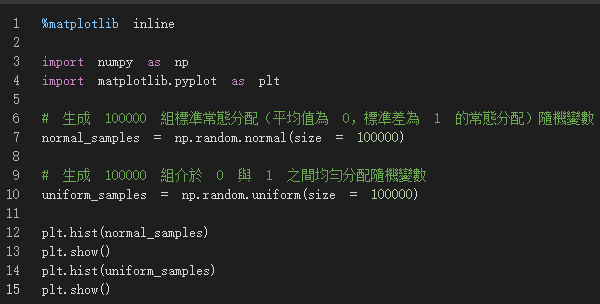 1 %matplotlib inline
2
3 import numpy as np
4 import matplotlib.pyplot as plt
5
6 # 生成 100000 組標準常態分配（平均值為 0，標準差為 1 的常態分配）隨機變數
7 normal_samples = np.random.normal(size = 100000)
8
9 # 生成 100000 組介於 0 與 1 之間均勻分配隨機變數
10 uniform_samples = np.random.uniform(size = 100000)
11
12 plt.hist(normal_samples)
13 plt.show()
14 plt.hist(uniform_samples)
15 plt.show()